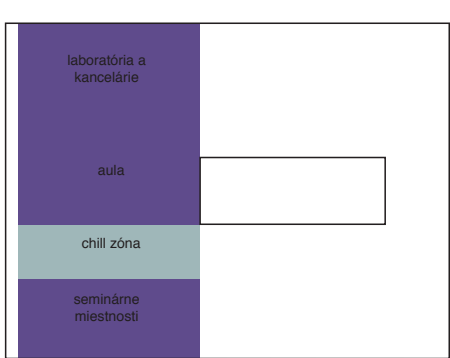 laboratória a
kancelárie
aula
chill zóna
seminárne
miestnosti